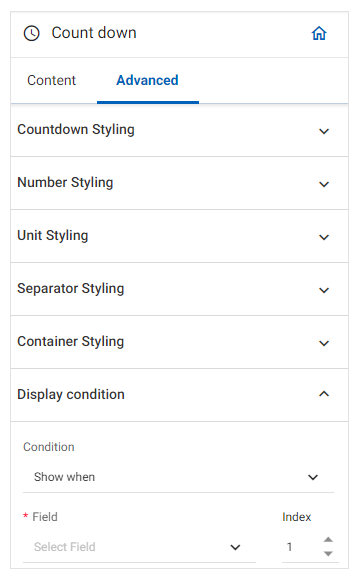 Count down
Content Advanced
Countdown Styling
Number Styling
Unit Styling
Separator Styling
Container Styling
Display condition
Condition
Show when
* Field Index
Select Field 1